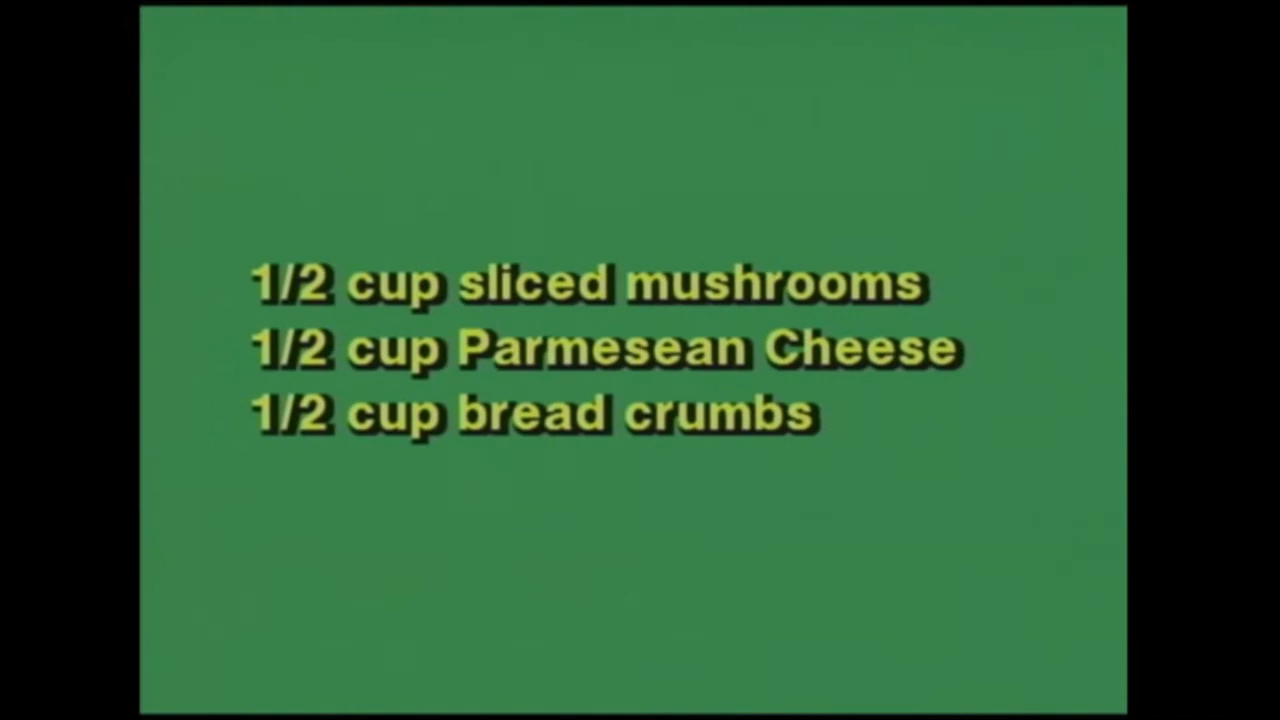 1/2 cup sliced mushrooms
1/2 cup Parmesean Cheese
1/2 cup bread crumbs